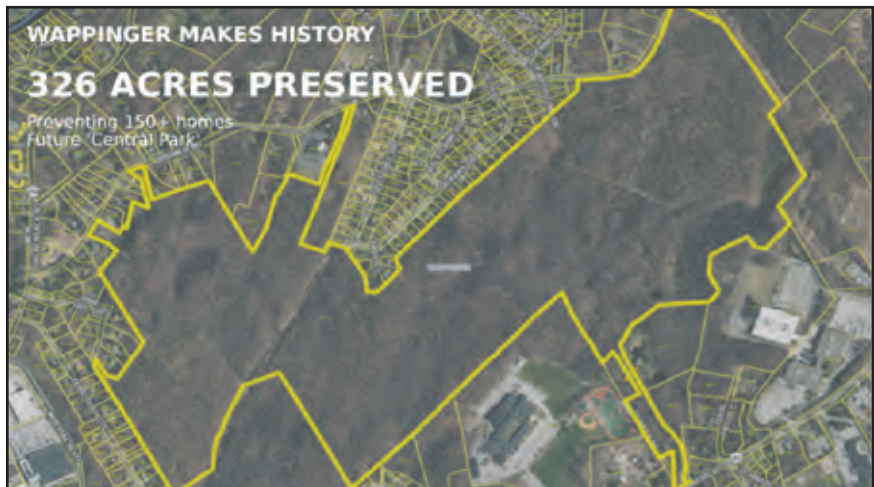 WAPPINGER MAKES HISTORY
326 ACRES PRESERVED
Preventing 150+ homes
Future 'Central Park'